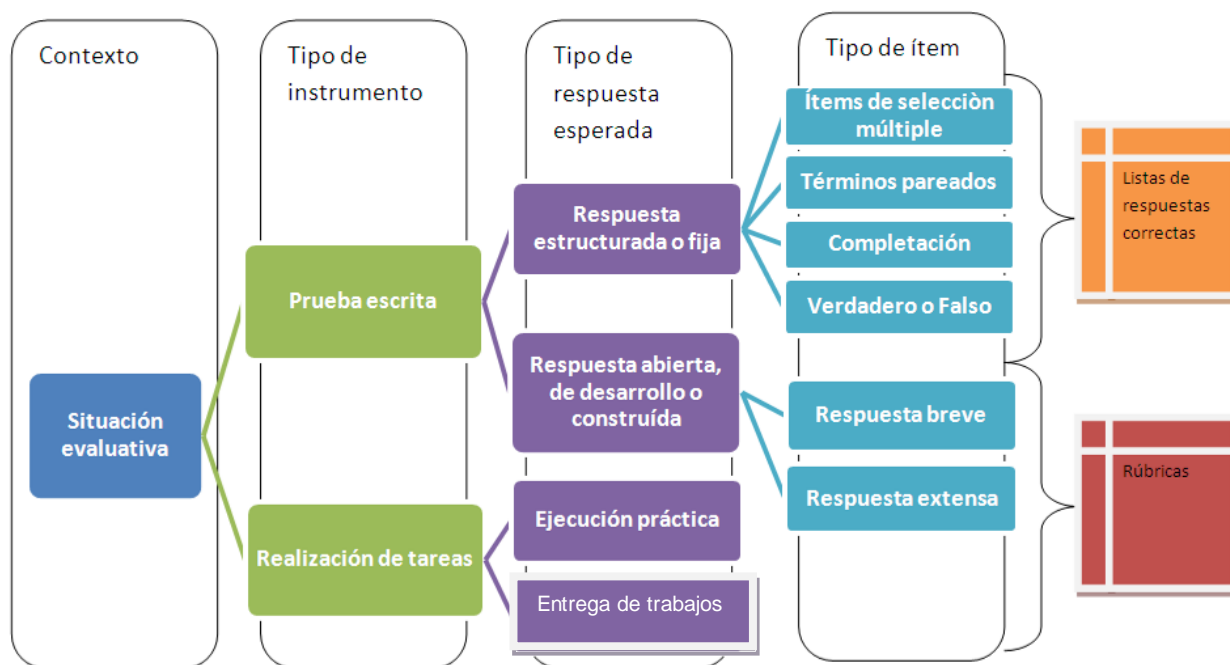 Contexto
Tipo de
instrumento
Tipo de
respuesta
esperada
Tipo de ítem
Situación
evaluativa
Prueba escrita
Realización de tareas
Respuesta
estructurada o fija
Respuesta abierta,
de desarrollo o
construída
Ejecución práctica
Entrega de trabajos
Ítems de selecciòn
múltiple
Términos pareados
Completación
Verdadero o Falso
Respuesta breve
Respuesta extensa
Listas de
respuestas
correctas
Rúbricas